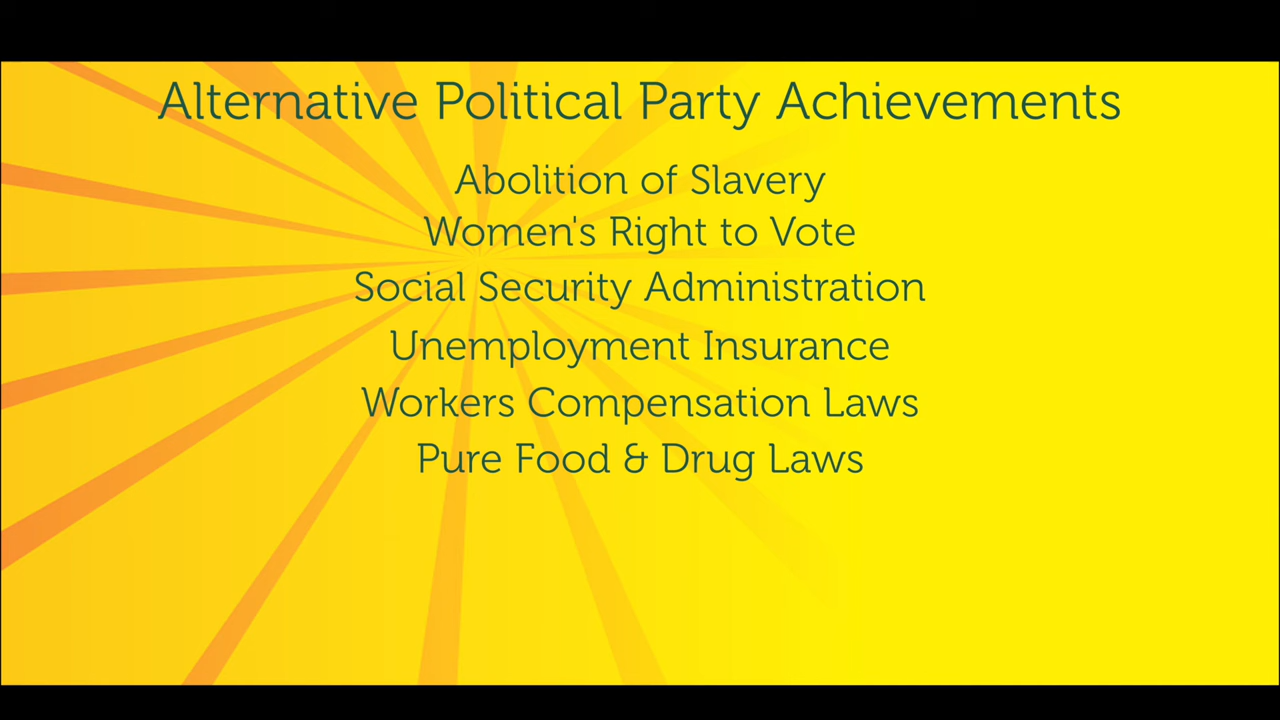 Alternative Political Party Achievements
Abolition of Slavery
Women's Right to Vote
Social Security Administration
Unemployment Insurance
Workers Compensation Laws
Pure Food & Drug Laws